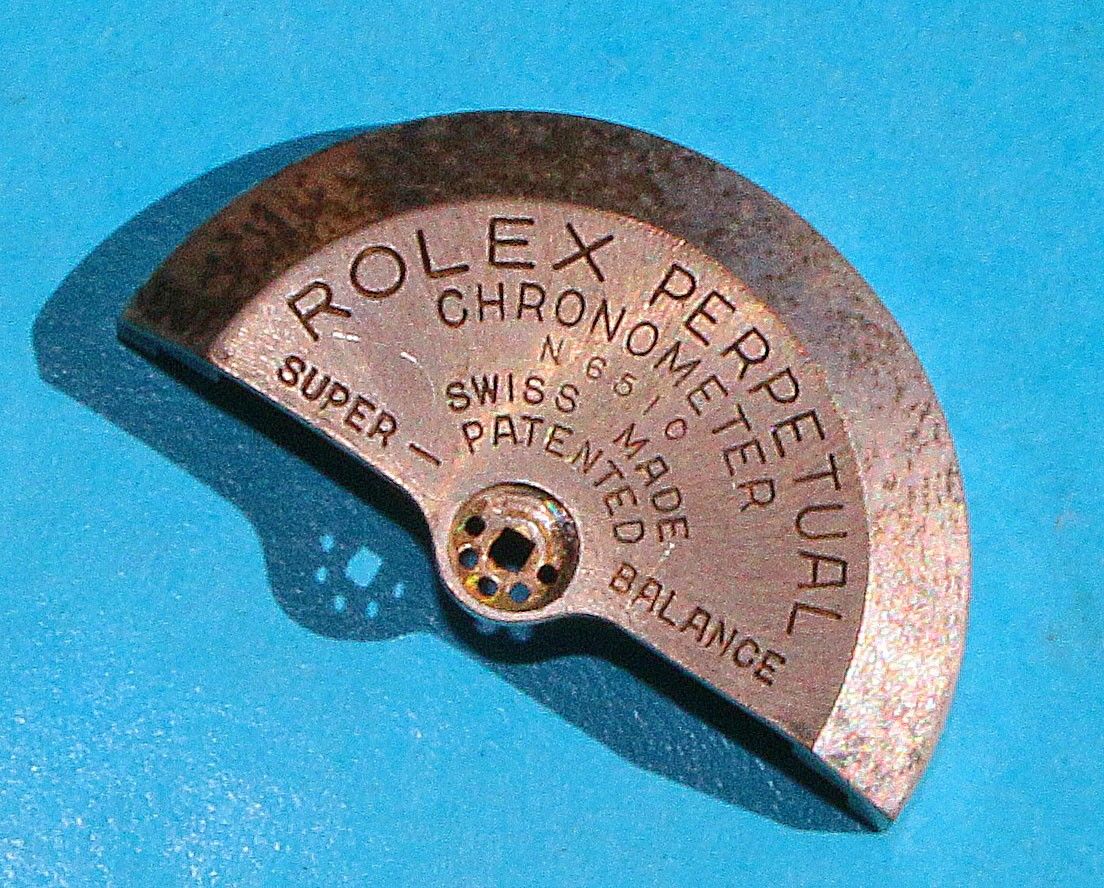 ROLEX PERPETUAL
CHRONOMETER
N 6510
SWISS MADE
PATENTED
SUPER - BALANCE